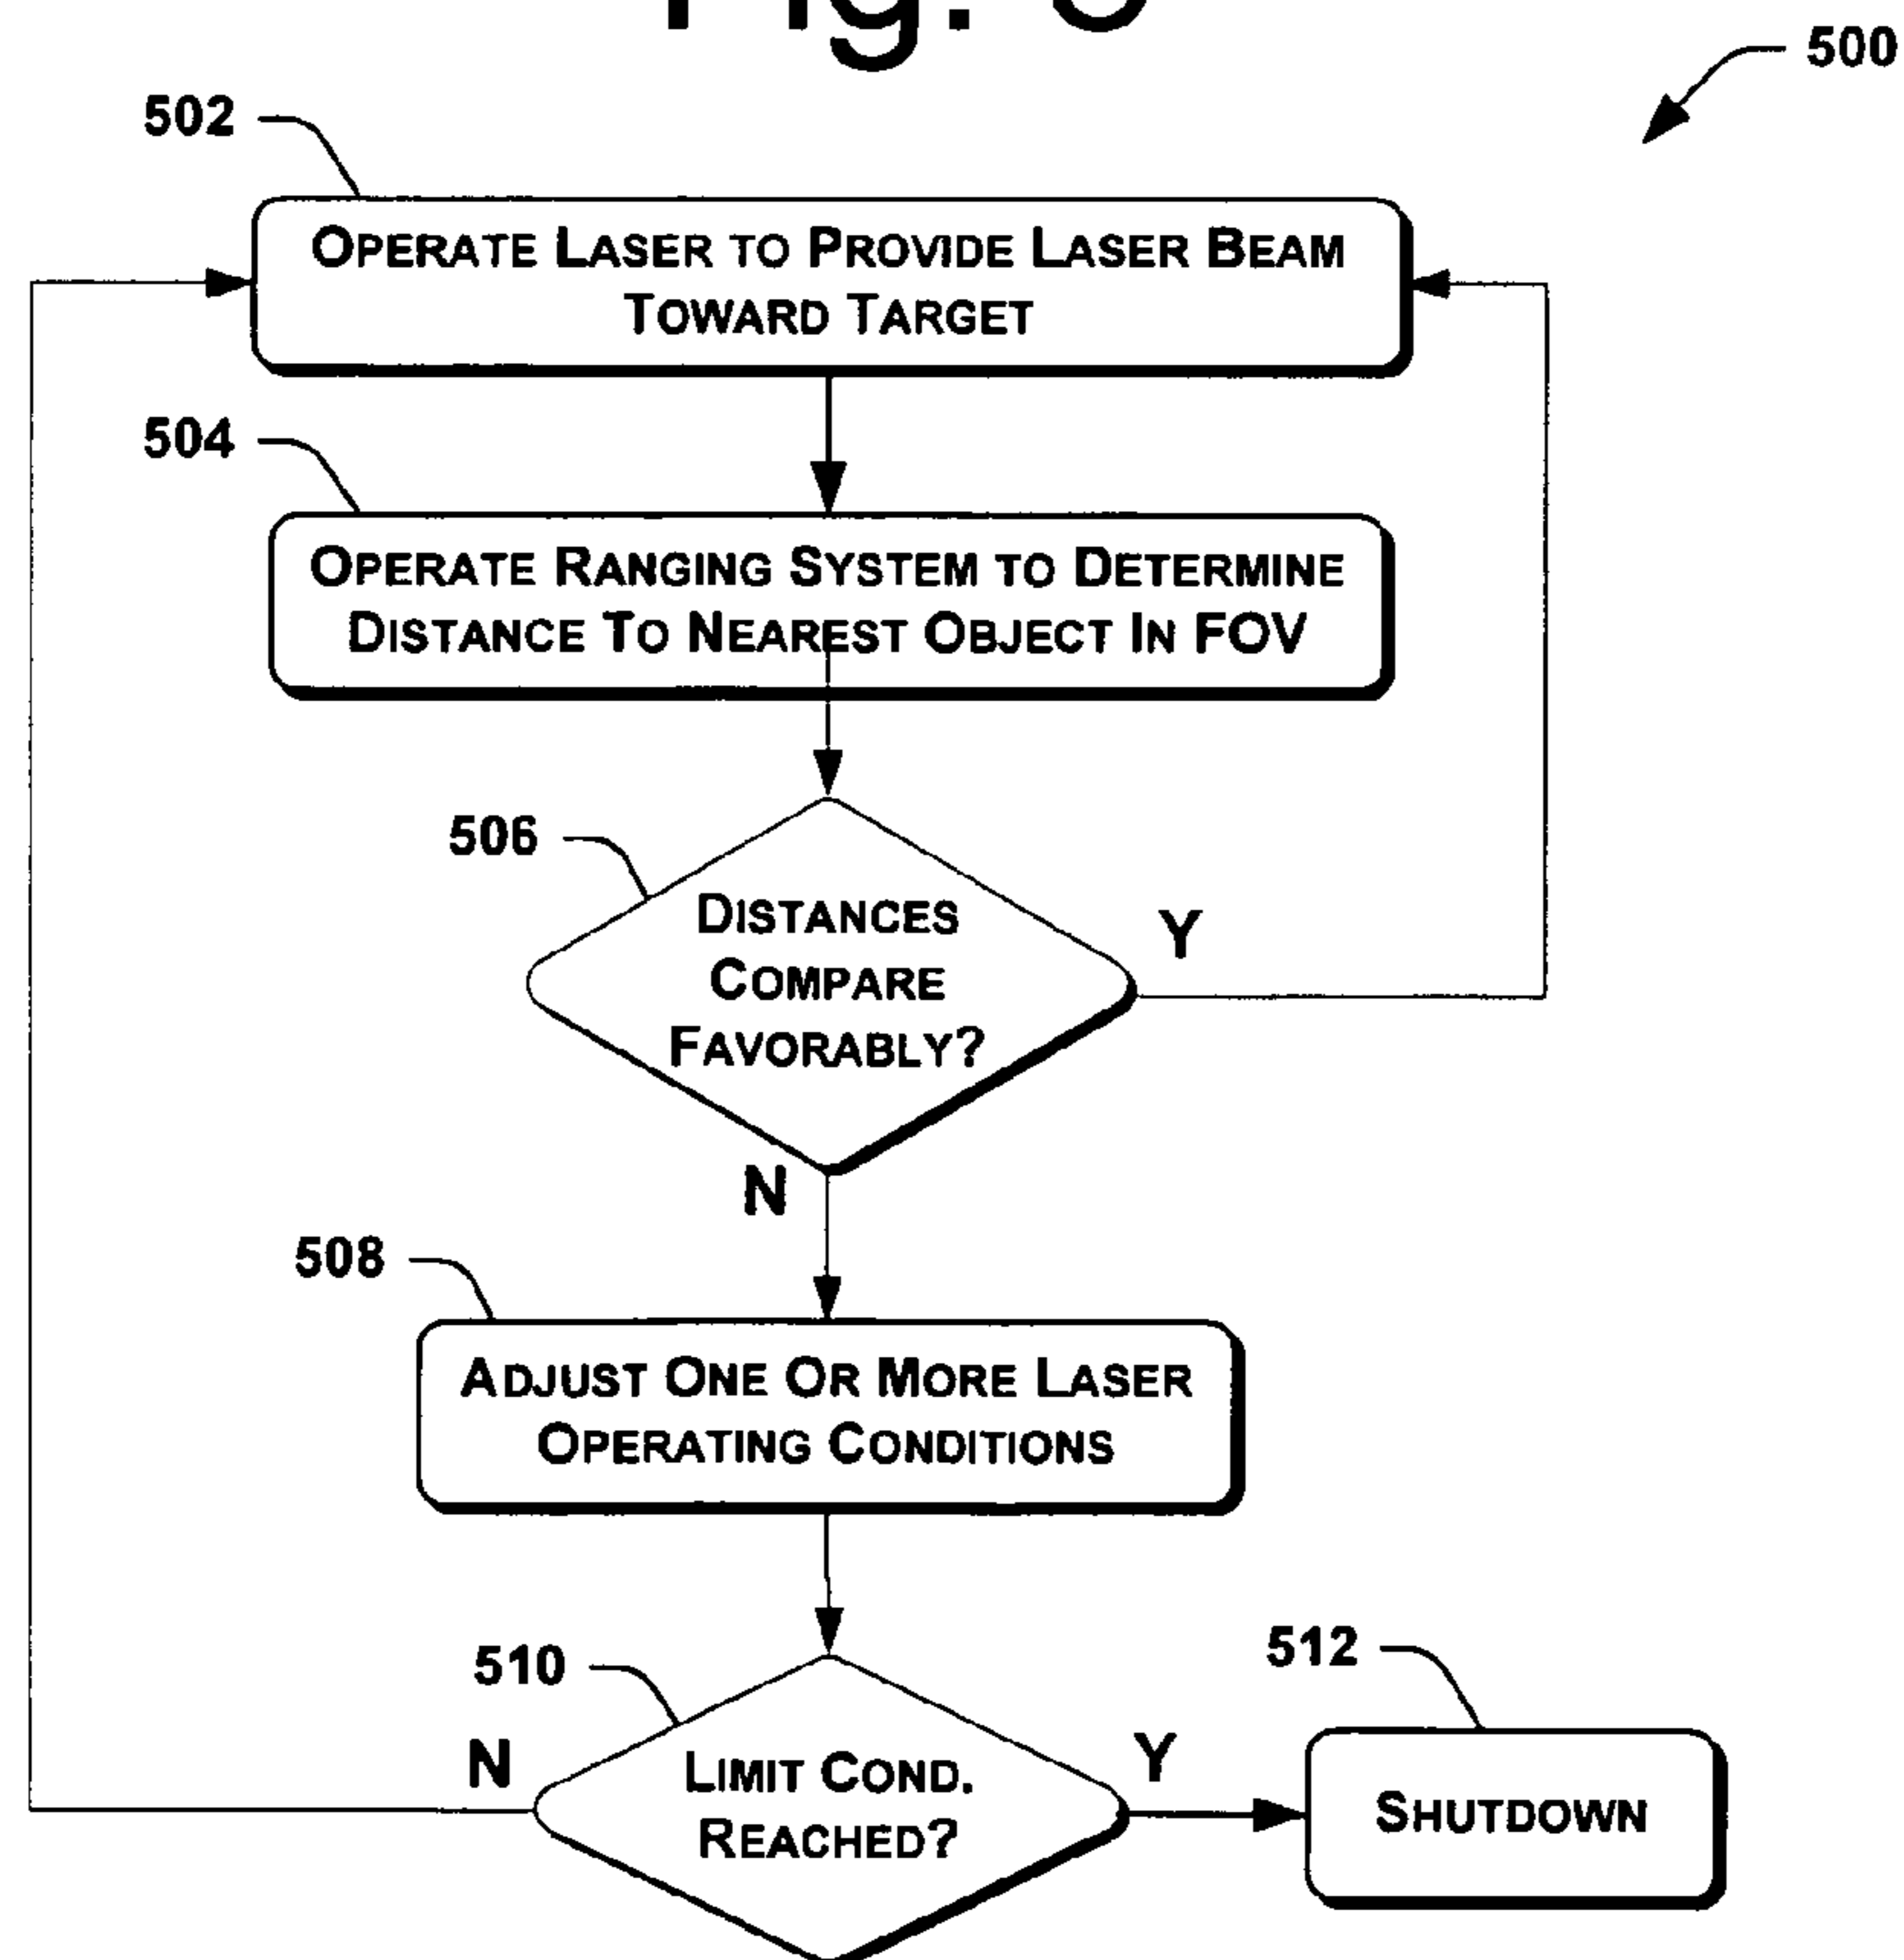 500
502
OPERATE LASER TO PROVIDE LASER BEAM
TOWARD TARGET
504
OPERATE RANGING SYSTEM TO DETERMINE
DISTANCE TO NEAREST OBJECT IN FOV
506
DISTANCES
COMPARE
FAVORABLY?
Y
N
508
ADJUST ONE OR MORE LASER
OPERATING CONDITIONS
510
LIMIT COND.
REACHED?
N
Y
512
SHUTDOWN